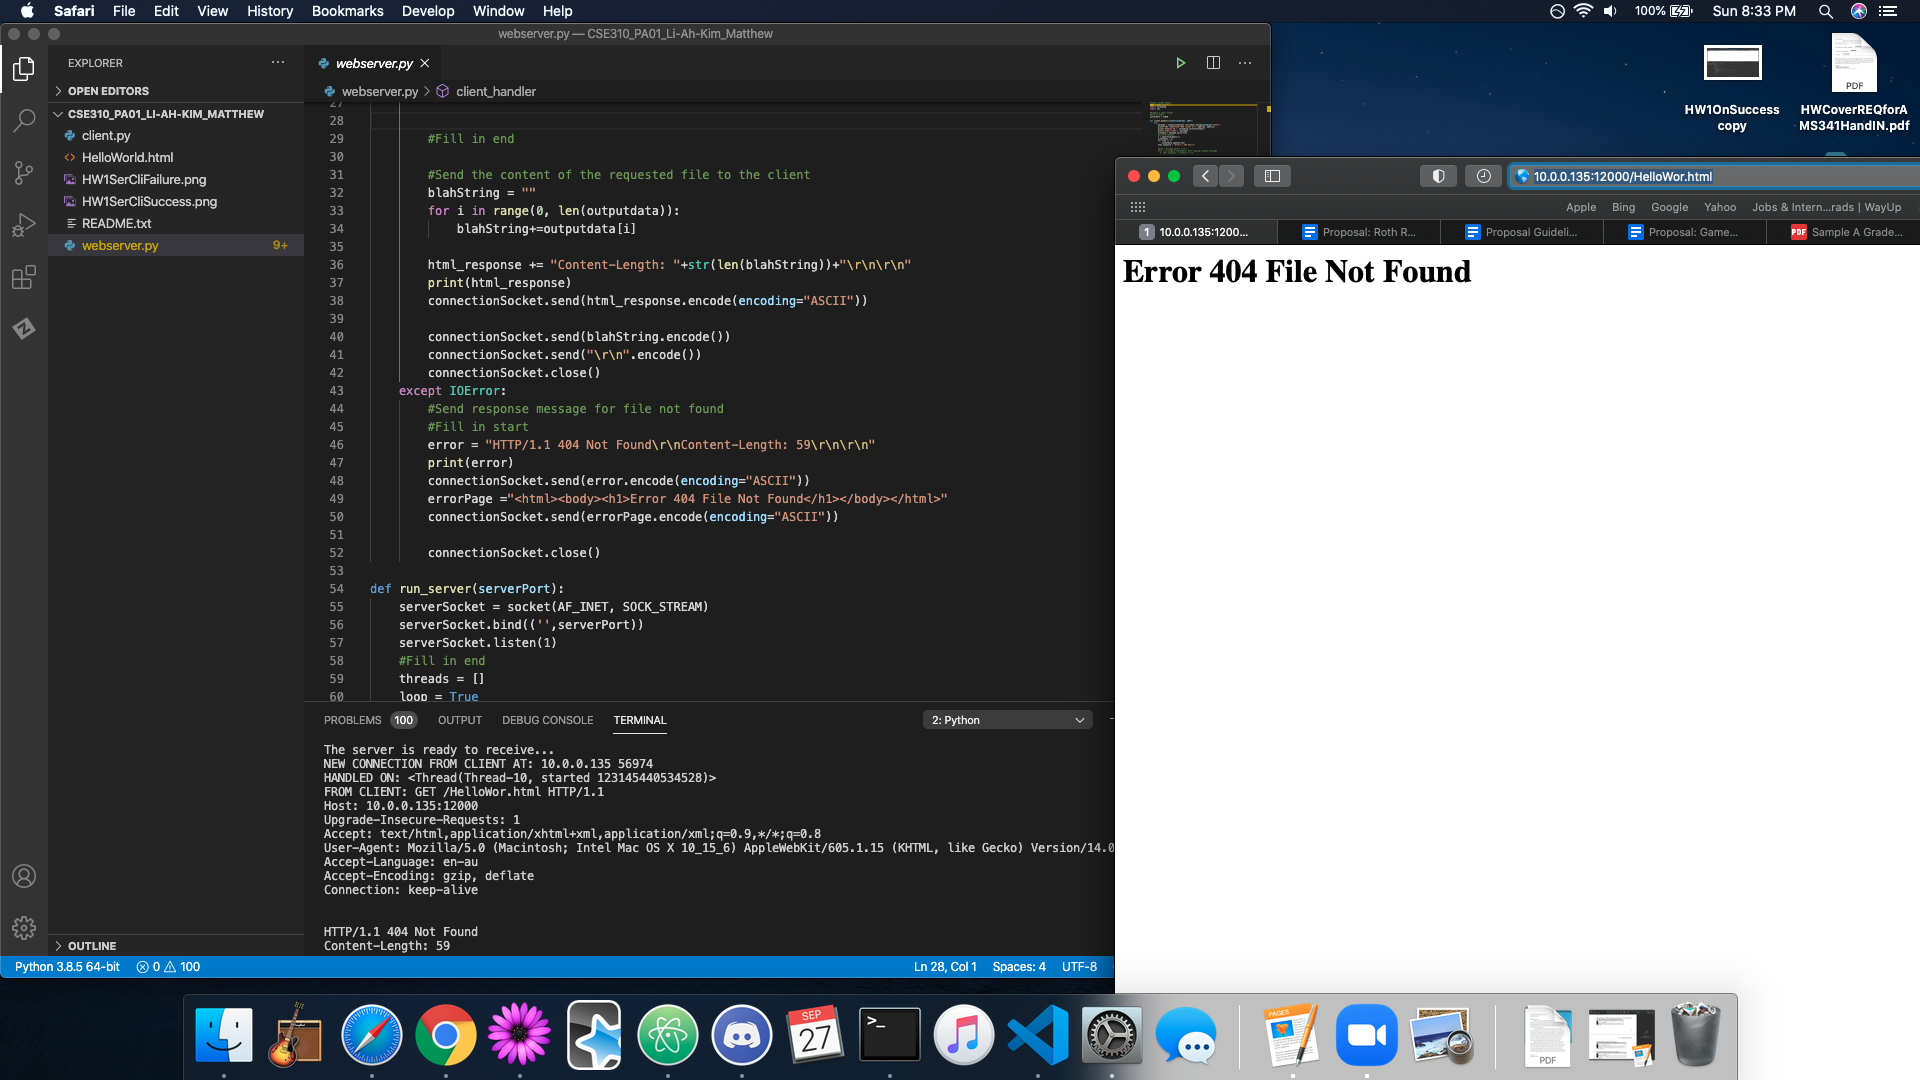 Safari File Edit View History Bookmarks Develop Window Help
100% Sun 8:33 PM
webserver.py — CSE310_PA01_Li-Ah-Kim_Matthew
EXPLORER
OPEN EDITORS
CSE310_PA01_LI-AH-KIM_MATTHEW
client.py
HelloWorld.html
HW1SerCliFailure.png
HW1SerCliSuccess.png
README.txt
webserver.py 9+
OUTLINE
webserver.py
webserver.py client_handler
27
28
29 #Fill in end
30
31 #Send the content of the requested file to the client
32 blahString = ""
33 for i in range(0, len(outputdata)):
34 blahString+=outputdata[i]
35
36 html_response += "Content-Length: "+str(len(blahString))+"\r\n\r\n"
37 print(html_response)
38 connectionSocket.send(html_response.encode(encoding="ASCII"))
39
40 connectionSocket.send(blahString.encode())
41 connectionSocket.send("\r\n".encode())
42 connectionSocket.close()
43 except IOError:
44 #Send response message for file not found
45 #Fill in start
46 error = "HTTP/1.1 404 Not Found\r\nContent-Length: 59\r\n\r\n"
47 print(error)
48 connectionSocket.send(error.encode(encoding="ASCII"))
49 errorPage ="<html><body><h1>Error 404 File Not Found</h1></body></html>"
50 connectionSocket.send(errorPage.encode(encoding="ASCII"))
51
52 connectionSocket.close()
53
54 def run_server(serverPort):
55 serverSocket = socket(AF_INET, SOCK_STREAM)
56 serverSocket.bind(('',serverPort))
57 serverSocket.listen(1)
58 #Fill in end
59 threads = []
60 loop = True
PROBLEMS 100 OUTPUT DEBUG CONSOLE TERMINAL 2: Python
The server is ready to receive...
NEW CONNECTION FROM CLIENT AT: 10.0.0.135 56974
HANDLED ON: <Thread(Thread-10, started 123145440534528)>
FROM CLIENT: GET /HelloWor.html HTTP/1.1
Host: 10.0.0.135:12000
Upgrade-Insecure-Requests: 1
Accept: text/html,application/xhtml+xml,application/xml;q=0.9,*/*;q=0.8
User-Agent: Mozilla/5.0 (Macintosh; Intel Mac OS X 10_15_6) AppleWebKit/605.1.15 (KHTML, like Gecko) Version/14.0
Accept-Language: en-au
Accept-Encoding: gzip, deflate
Connection: keep-alive
HTTP/1.1 404 Not Found
Content-Length: 59
Python 3.8.5 64-bit 0 100 Ln 28, Col 1 Spaces: 4 UTF-8
PDF
HW1OnSuccess copy
HWCoverREQforA
MS341HandIN.pdf
10.0.0.135:12000/HelloWor.html
Apple Bing Google Yahoo Jobs & Intern...rads | WayUp
1 10.0.0.135:1200... Proposal: Roth R... Proposal Guideli... Proposal: Game... PDF Sample A Grade...
Error 404 File Not Found
SEP
27
>_
PAGES
PDF